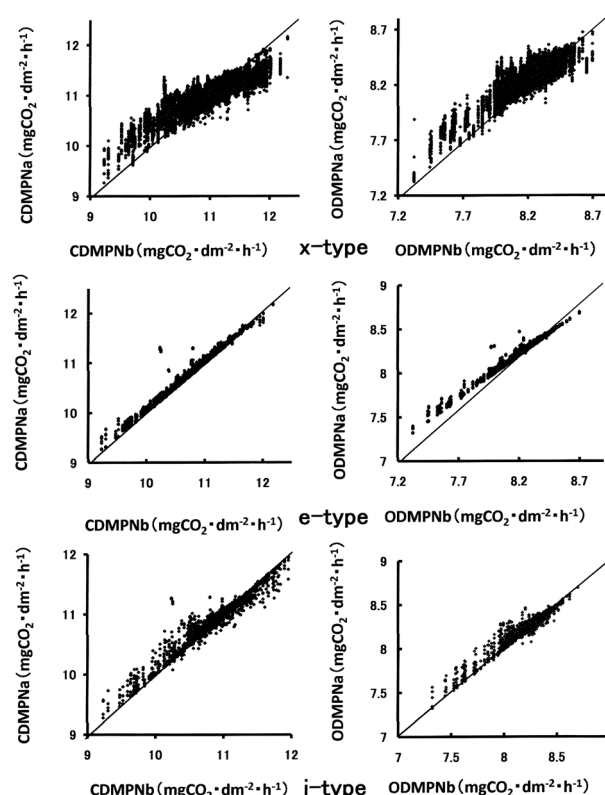 CDMPNa (mgCO₂・dm⁻²・h⁻¹)
12
11
10
9
9 10 11 12
CDMPNb (mgCO₂・dm⁻²・h⁻¹)
ODMPNa (mgCO₂・dm⁻²・h⁻¹)
8.7
8.2
7.7
7.2
7.2 7.7 8.2 8.7
ODMPNb (mgCO₂・dm⁻²・h⁻¹)
x-type
CDMPNa (mgCO₂・dm⁻²・h⁻¹)
12
11
10
9
9 10 11 12
CDMPNb (mgCO₂・dm⁻²・h⁻¹)
ODMPNa (mgCO₂・dm⁻²・h⁻¹)
9
8.5
8
7.5
7
7.2 7.7 8.2 8.7
ODMPNb (mgCO₂・dm⁻²・h⁻¹)
e-type
CDMPNa (mgCO₂・dm⁻²・h⁻¹)
12
11
10
9
9 10 11 12
CDMPNb (mgCO₂・dm⁻²・h⁻¹)
ODMPNa (mgCO₂・dm⁻²・h⁻¹)
9
8.5
8
7.5
7
7 7.5 8 8.5
ODMPNb (mgCO₂・dm⁻²・h⁻¹)